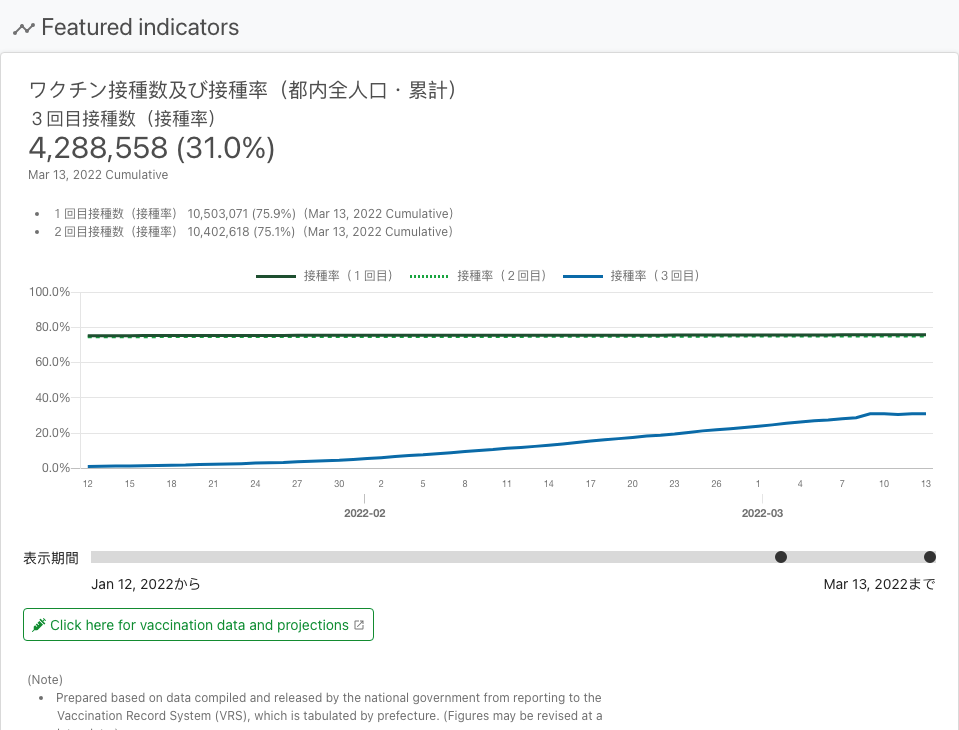 Featured indicators
ワクチン接種数及び接種率（都内全人口・累計）
３回目接種数（接種率）
4,288,558 (31.0%)
Mar 13, 2022 Cumulative
• １回目接種数（接種率） 10,503,071 (75.9%)（Mar 13, 2022 Cumulative）
• ２回目接種数（接種率） 10,402,618 (75.1%)（Mar 13, 2022 Cumulative）
接種率（１回目） 接種率（２回目） 接種率（３回目）
100.0%
80.0%
60.0%
40.0%
20.0%
0.0%
12 15 18 21 24 27 30 2 5 8 11 14 17 20 23 26 1 4 7 10 13
2022-02 2022-03
表示期間
Jan 12, 2022から Mar 13, 2022まで
Click here for vaccination data and projections
(Note)
• Prepared based on data compiled and released by the national government from reporting to the
Vaccination Record System (VRS), which is tabulated by prefecture. (Figures may be revised at a